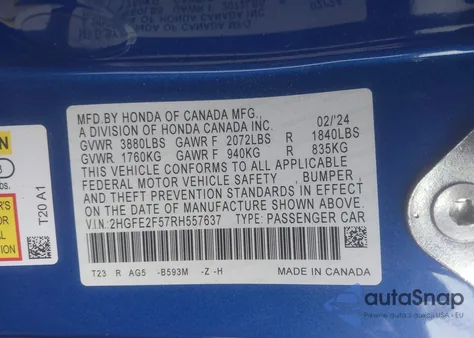 MFD.BY HONDA OF CANADA MFG.,
A DIVISION OF HONDA CANADA INC. 02/'24
GVWR 3880LBS GAWR F 2072LBS R 1840LBS
GVWR 1760KG GAWR F 940KG R 835KG
THIS VEHICLE CONFORMS TO ALL APPLICABLE
FEDERAL MOTOR VEHICLE SAFETY , BUMPER ,
AND THEFT PREVENTION STANDARDS IN EFFECT
ON THE DATE OF MANUFACTURE SHOWN ABOVE.
V.I.N.:2HGFE2F57RH557637 TYPE: PASSENGER CAR
T23 R AG5 -B593M -Z -H MADE IN CANADA
T20 A1
autoSnap